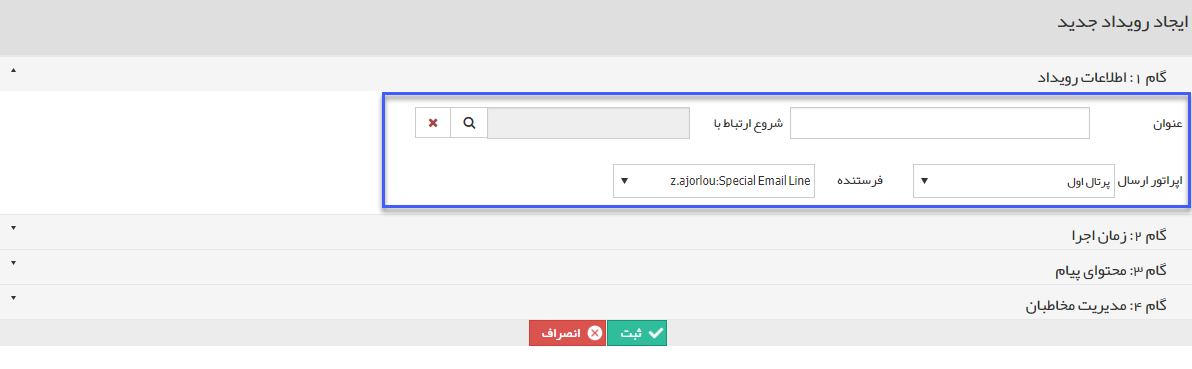 ایجاد رویداد جدید
گام ۱: اطلاعات رویداد
عنوان شروع ارتباط با
اپراتور ارسال پرتال اول فرستنده z.ajorlou:Special Email Line
گام ۲: زمان اجرا
گام ۳: محتوای پیام
گام ۴: مدیریت مخاطبان
ثبت انصراف